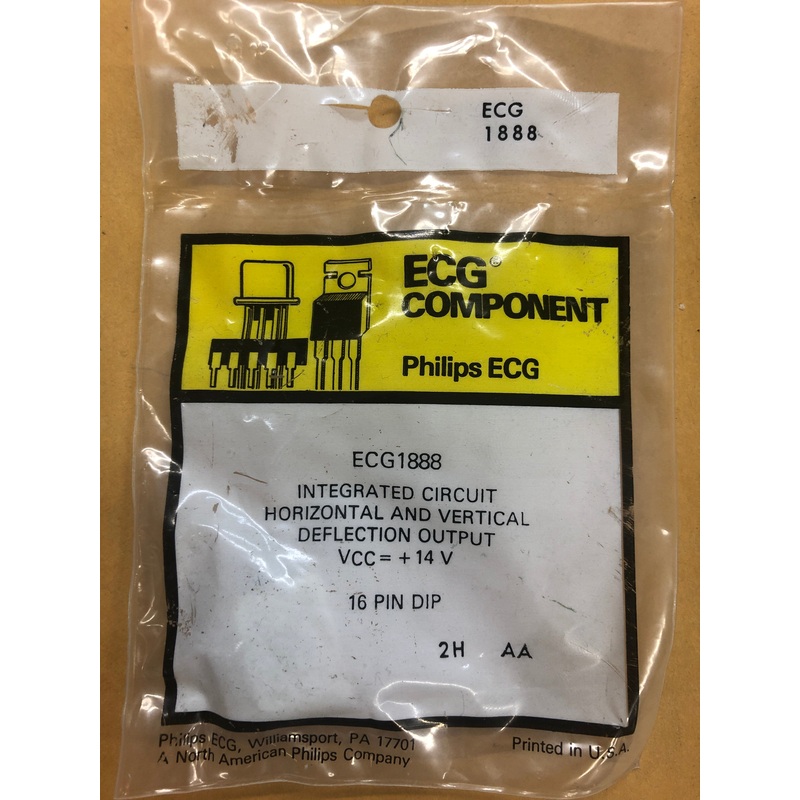 ECG
1888
ECG®
COMPONENT
Philips ECG
ECG1888
INTEGRATED CIRCUIT
HORIZONTAL AND VERTICAL
DEFLECTION OUTPUT
VCC = +14 V
16 PIN DIP
2H AA
Philips ECG, Williamsport, PA 17701
A North American Philips Company
Printed in U.S.A.